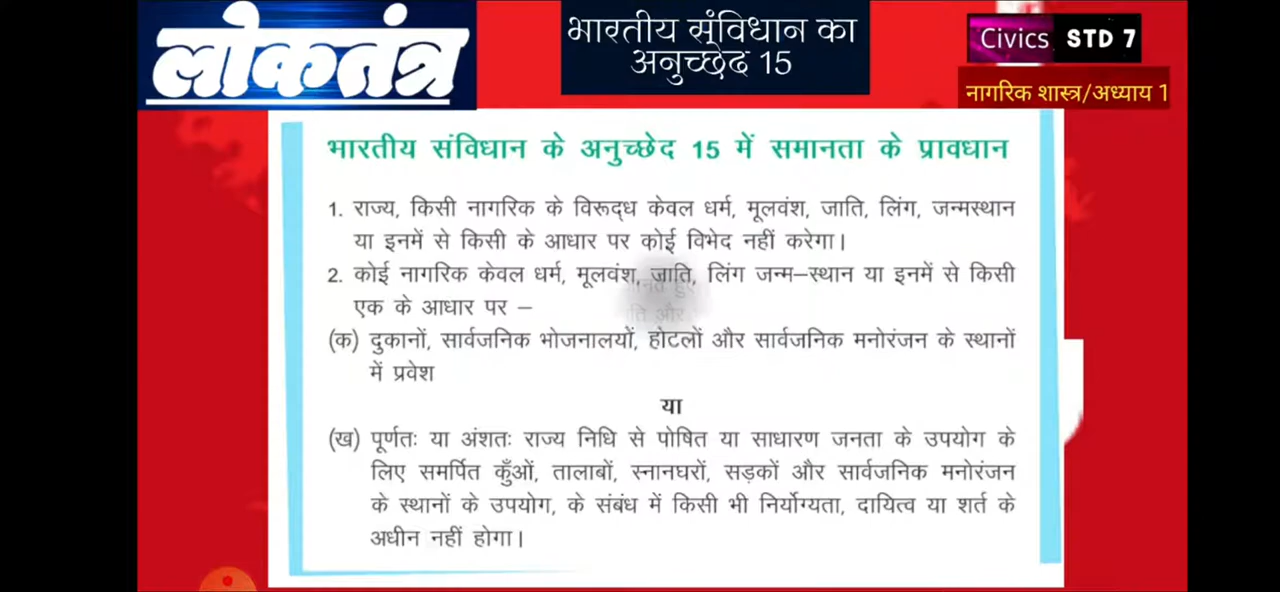 लोकतंत्र
भारतीय संविधान का
अनुच्छेद 15
Civics STD 7
नागरिक शास्त्र/अध्याय 1
भारतीय संविधान के अनुच्छेद 15 में समानता के प्रावधान
1. राज्य, किसी नागरिक के विरूद्ध केवल धर्म, मूलवंश, जाति, लिंग, जन्मस्थान
या इनमें से किसी के आधार पर कोई विभेद नहीं करेगा।
2. कोई नागरिक केवल धर्म, मूलवंश, जाति, लिंग जन्म–स्थान या इनमें से किसी
एक के आधार पर –
(क) दुकानों, सार्वजनिक भोजनालयों, होटलों और सार्वजनिक मनोरंजन के स्थानों
में प्रवेश
या
(ख) पूर्णतः या अंशतः राज्य निधि से पोषित या साधारण जनता के उपयोग के
लिए समर्पित कुँओं, तालाबों, स्नानघरों, सड़कों और सार्वजनिक मनोरंजन
के स्थानों के उपयोग, के संबंध में किसी भी निर्योग्यता, दायित्व या शर्त के
अधीन नहीं होगा।